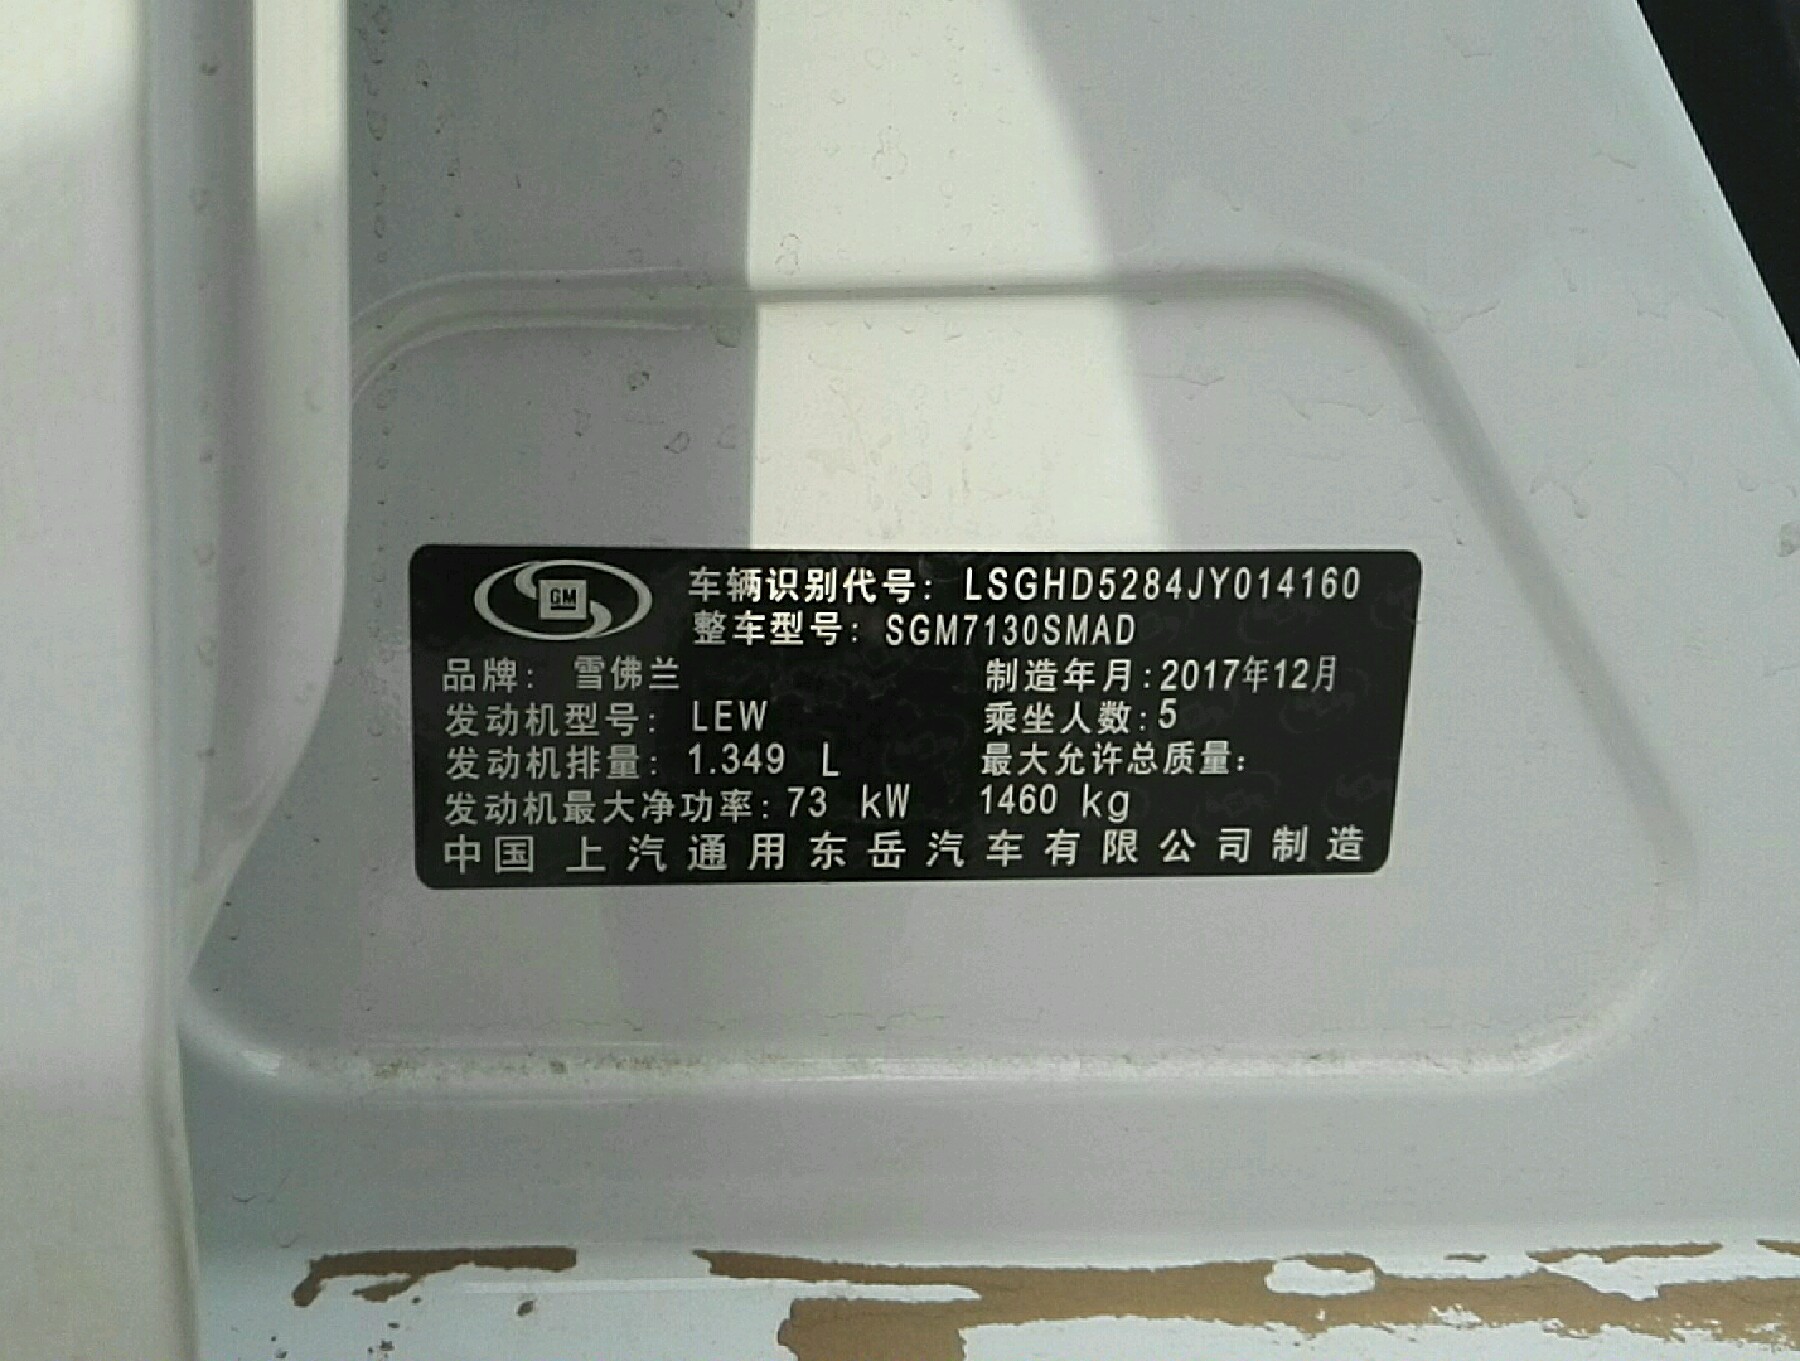 GM
车辆识别代号: LSGHD5284JY014160
整车型号: SGM7130SMAD
品牌: 雪佛兰 制造年月:2017年12月
发动机型号: LEW 乘坐人数:5
发动机排量: 1.349 L 最大允许总质量:
发动机最大净功率:73 kW 1460 kg
中国 上汽通用东岳汽车有限公司制造